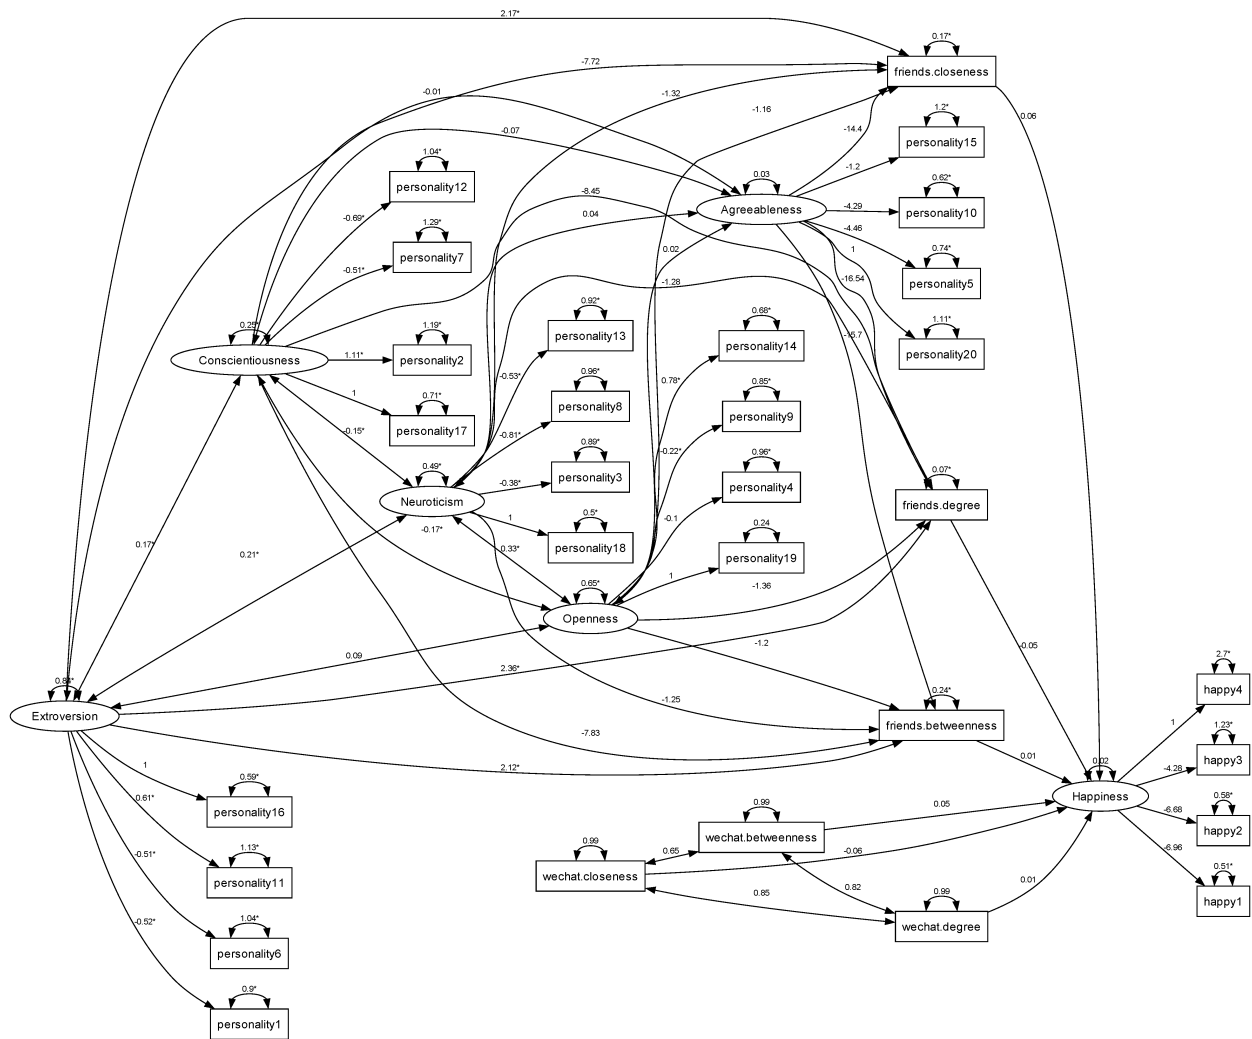 2.17*
0.17*
friends.closeness
-7.72
-0.01
-1.32
-1.16
0.06
1.2*
personality15
-14.4
-0.07
1.04*
personality12
-1.2
0.03
Agreeableness
0.62*
personality10
-4.29
-8.45
0.04
-0.69*
1.29*
personality7
-4.46
1
0.02
0.74*
personality5
-0.51*
-1.28
-16.54
0.92*
personality13
0.68*
personality14
1.11*
personality20
0.25*
Conscientiousness
1.19*
personality2
1.11*
-0.53*
0.96*
personality8
0.78*
0.85*
personality9
1
0.71*
personality17
-0.15*
-0.81*
0.89*
personality3
-0.22*
0.96*
personality4
0.49*
Neuroticism
-0.38*
0.07*
friends.degree
1
0.5*
personality18
-0.1
0.24
personality19
-0.17*
0.17*
0.21*
0.33*
0.65*
Openness
1
-1.36
-1.2
-0.05
0.09
2.36*
0.84*
Extroversion
-1.25
0.24*
friends.betweenness
2.7*
happy4
-7.83
2.12*
0.01
1
1.23*
happy3
-4.28
0.02
Happiness
1
0.59*
personality16
0.61*
0.05
0.99
wechat.betweenness
-6.68
0.58*
happy2
0.65
-0.06
0.99
wechat.closeness
-6.96
0.51*
happy1
-0.51*
1.13*
personality11
0.85
0.82
0.01
0.99
wechat.degree
-0.52*
1.04*
personality6
0.9*
personality1